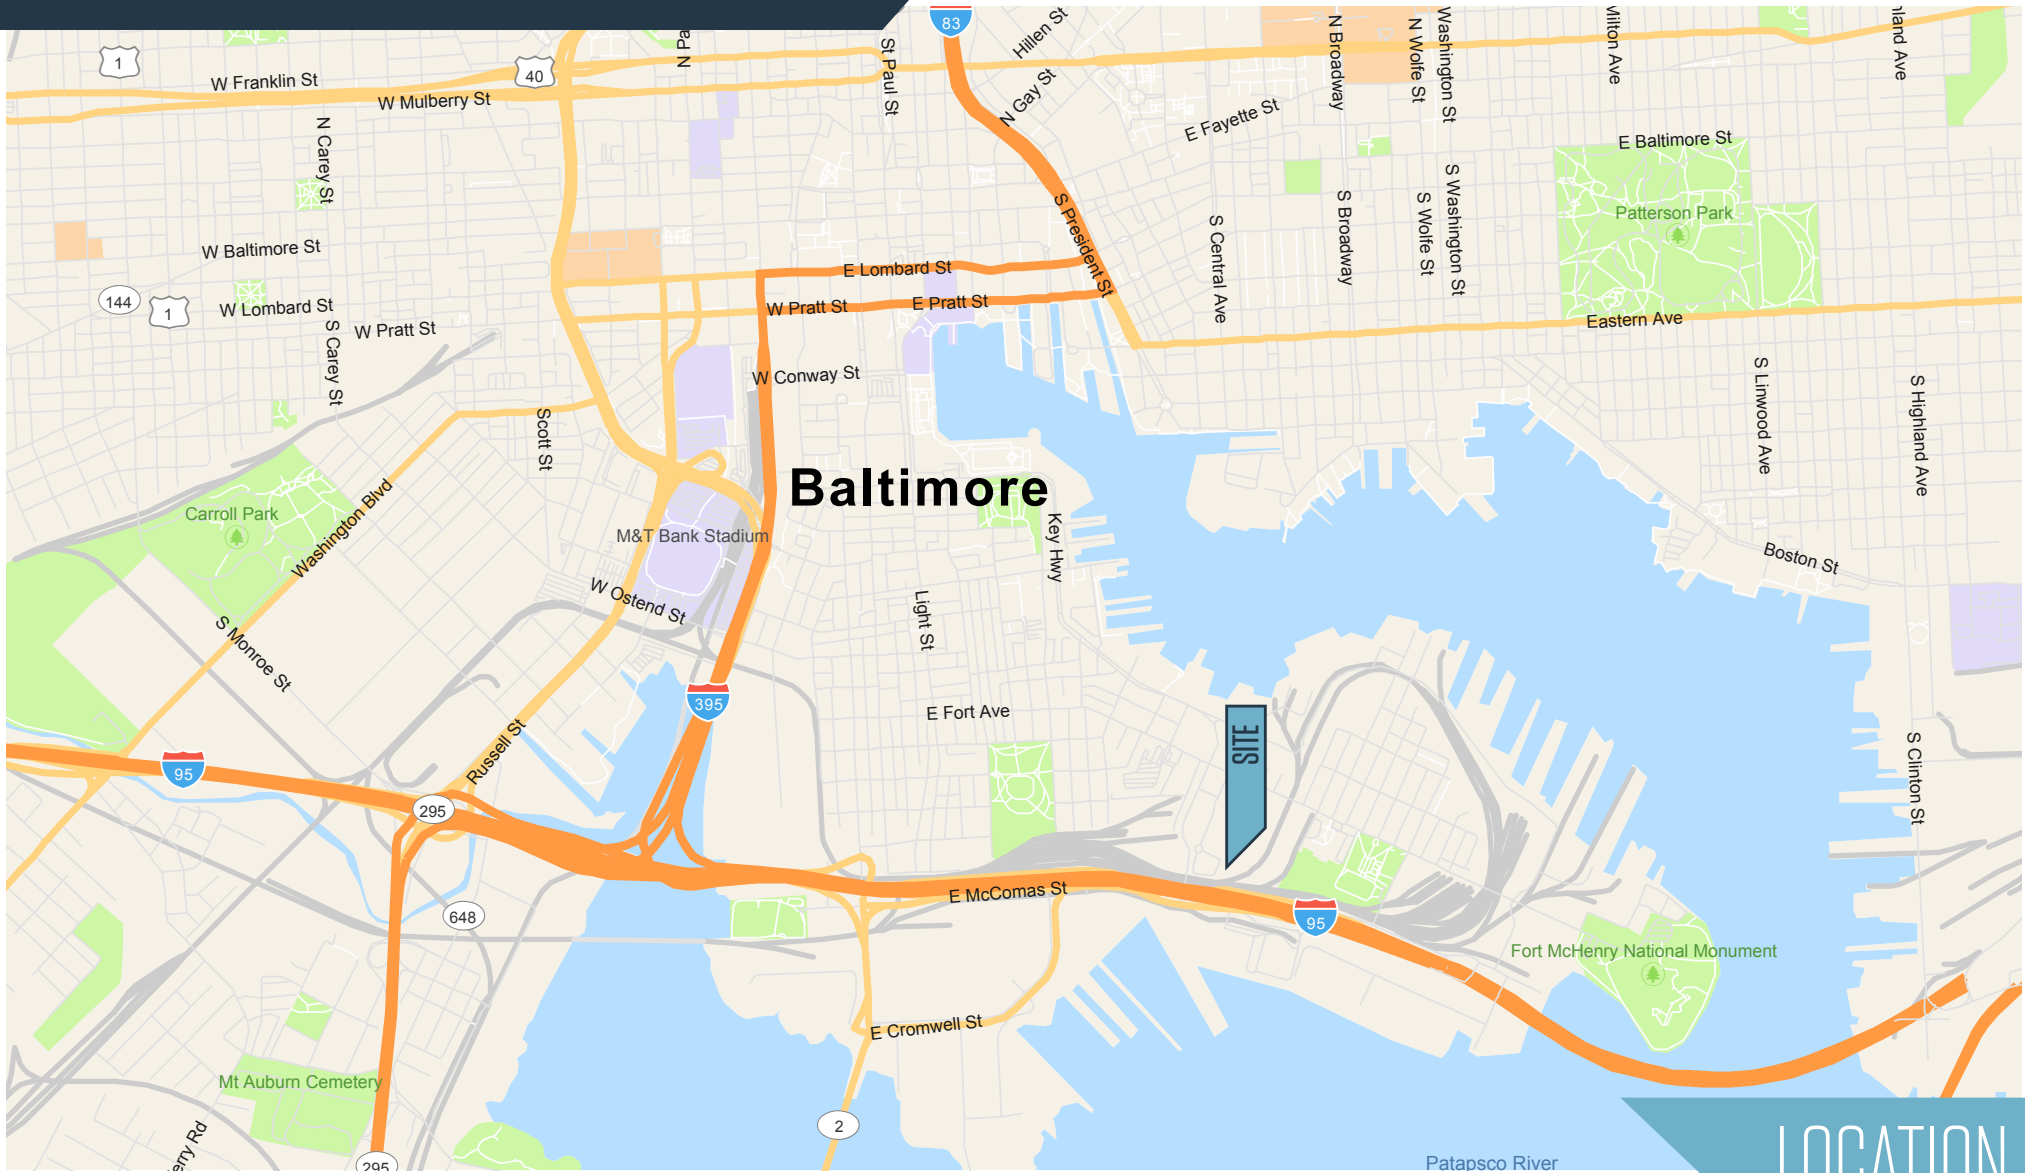 83
Hillen St
1
W Franklin St
40
W Mulberry St
N Pa
St Paul St
N Gay St
E Fayette St
N Broadway
N Wolfe St
Washington St
Milton Ave
land Ave
E Baltimore St
N Carey St
W Baltimore St
144
1
W Lombard St
S Carey St
W Pratt St
E Lombard St
W Pratt St
E Pratt St
S President St
S Central Ave
S Broadway
S Wolfe St
S Washington St
Patterson Park
Eastern Ave
W Conway St
Scott St
S Linwood Ave
S Highland Ave
Baltimore
Carroll Park
Washington Blvd
M&T Bank Stadium
Key Hwy
Boston St
W Ostend St
Light St
S Monroe St
395
E Fort Ave
SITE
Russell St
95
295
S Clinton St
E McComas St
95
648
Fort McHenry National Monument
E Cromwell St
Mt Auburn Cemetery
2
erry Rd
295
Patapsco River
LOCATION